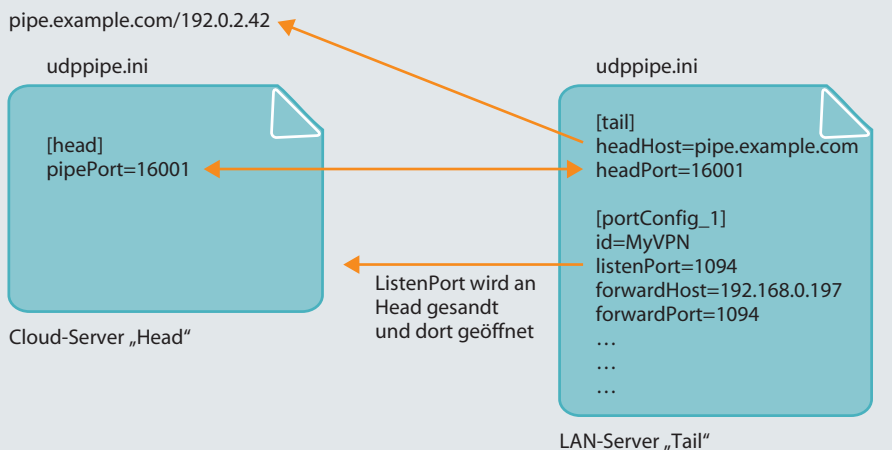 pipe.example.com/192.0.2.42
udppipe.ini
[head]
pipePort=16001
Cloud-Server „Head“
ListenPort wird an
Head gesandt
und dort geöffnet
udppipe.ini
[tail]
headHost=pipe.example.com
headPort=16001
[portConfig_1]
id=MyVPN
listenPort=1094
forwardHost=192.168.0.197
forwardPort=1094
…
…
…
LAN-Server „Tail“